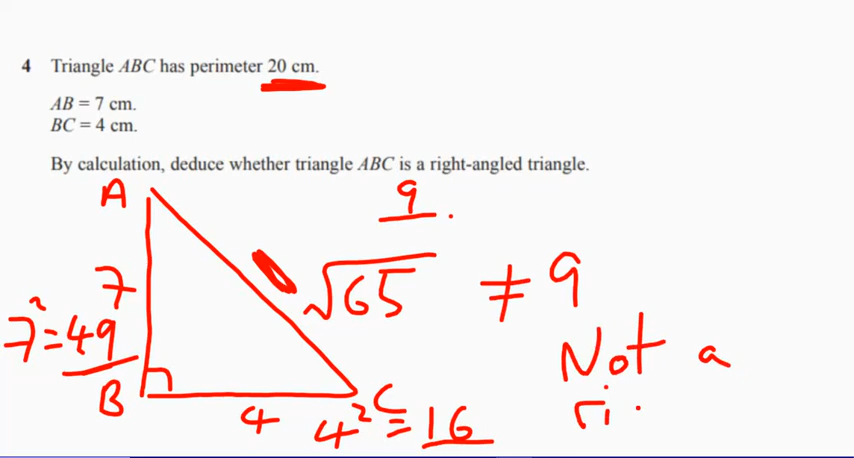 4 Triangle ABC has perimeter 20 cm.
AB = 7 cm.
BC = 4 cm.
By calculation, deduce whether triangle ABC is a right-angled triangle.
A
9
7
√65 ≠ 9
7² = 49
Not a
B
C
ri
4
4² = 16